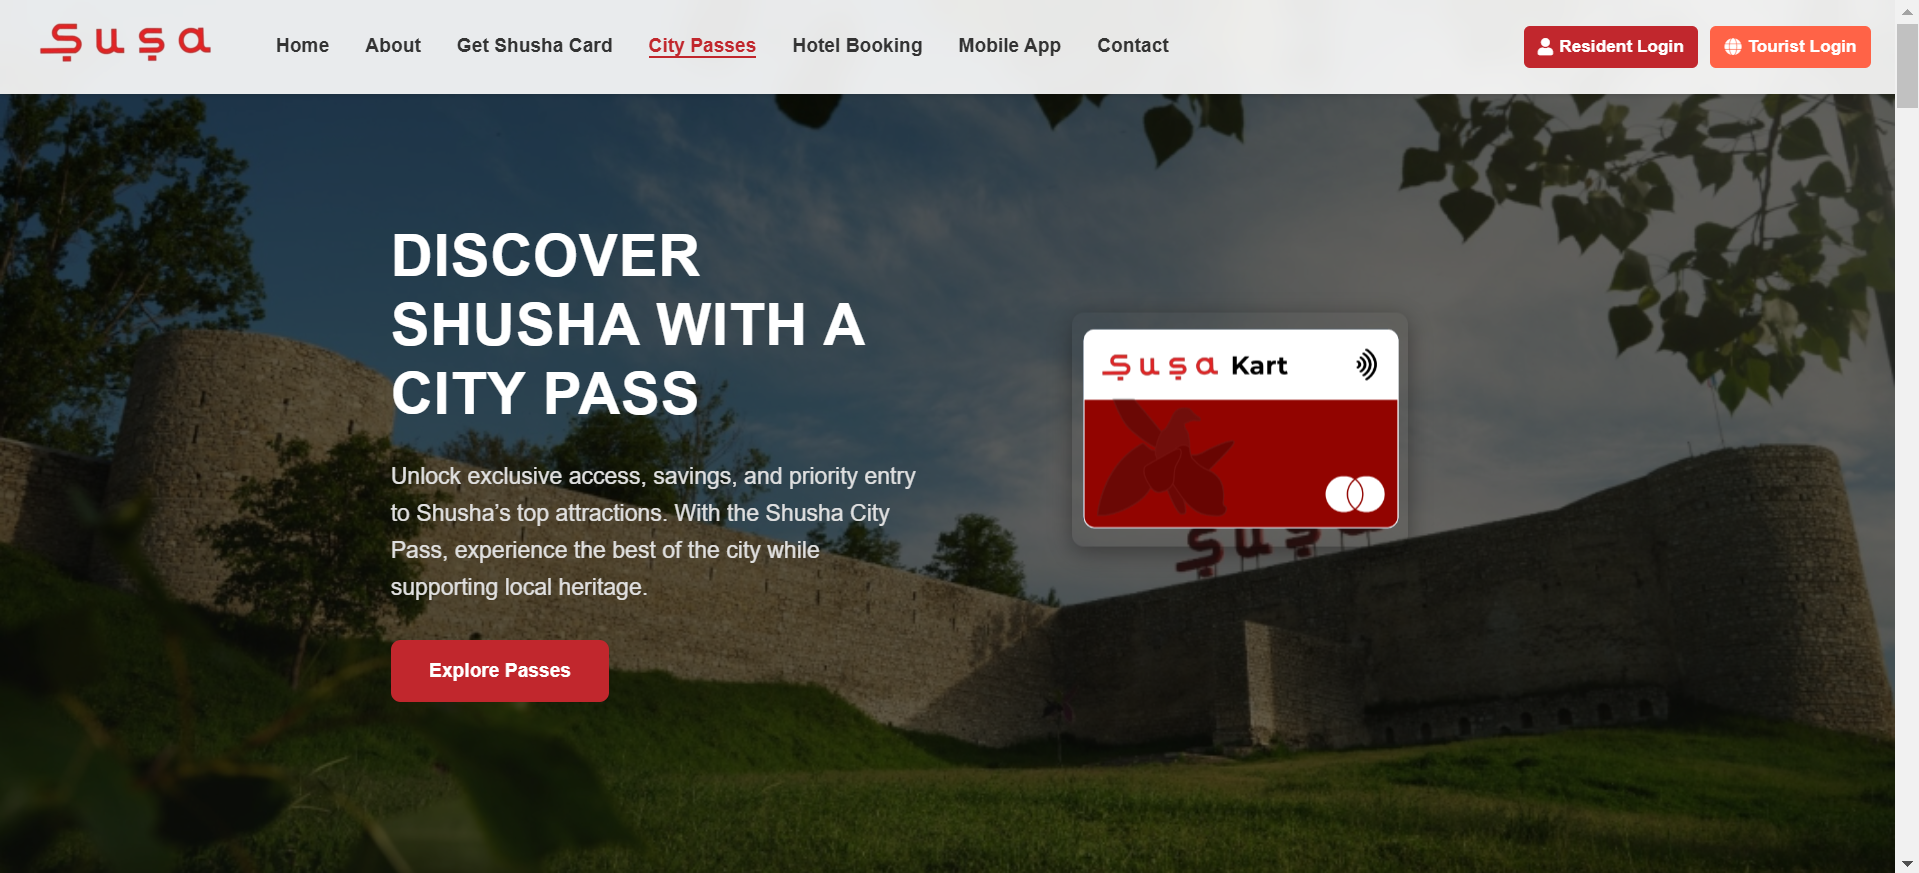 Şuşa
Home
About
Get Shusha Card
City Passes
Hotel Booking
Mobile App
Contact
Resident Login
Tourist Login
DISCOVER
SHUSHA WITH A
CITY PASS
Unlock exclusive access, savings, and priority entry
to Shusha’s top attractions. With the Shusha City
Pass, experience the best of the city while
supporting local heritage.
Explore Passes
Şuşa Kart
Şuşa